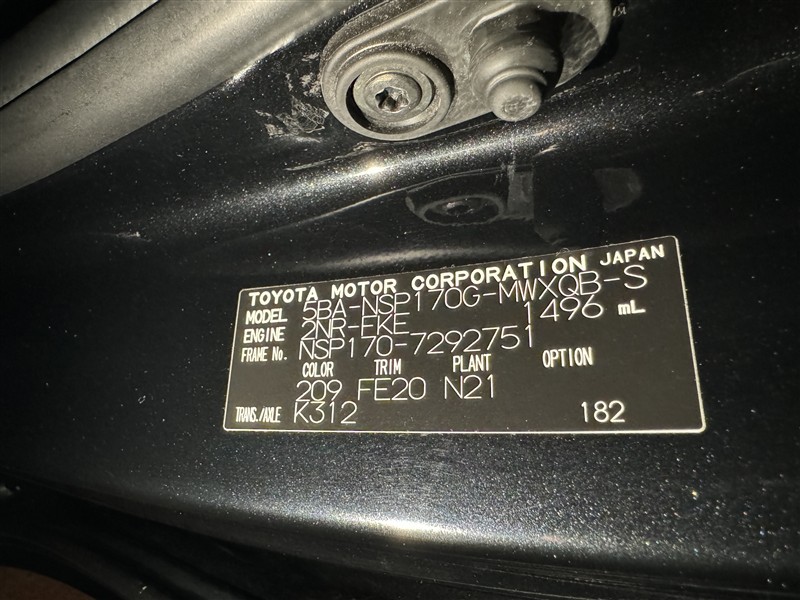 TOYOTA MOTOR CORPORATION JAPAN
MODEL 5BA-NSP170G-MWXQB-S
ENGINE 2NR-FKE 1496 mL
FRAME No. NSP170-7292751
COLOR TRIM PLANT OPTION
209 FE20 N21
TRANS./AXLE K312 182